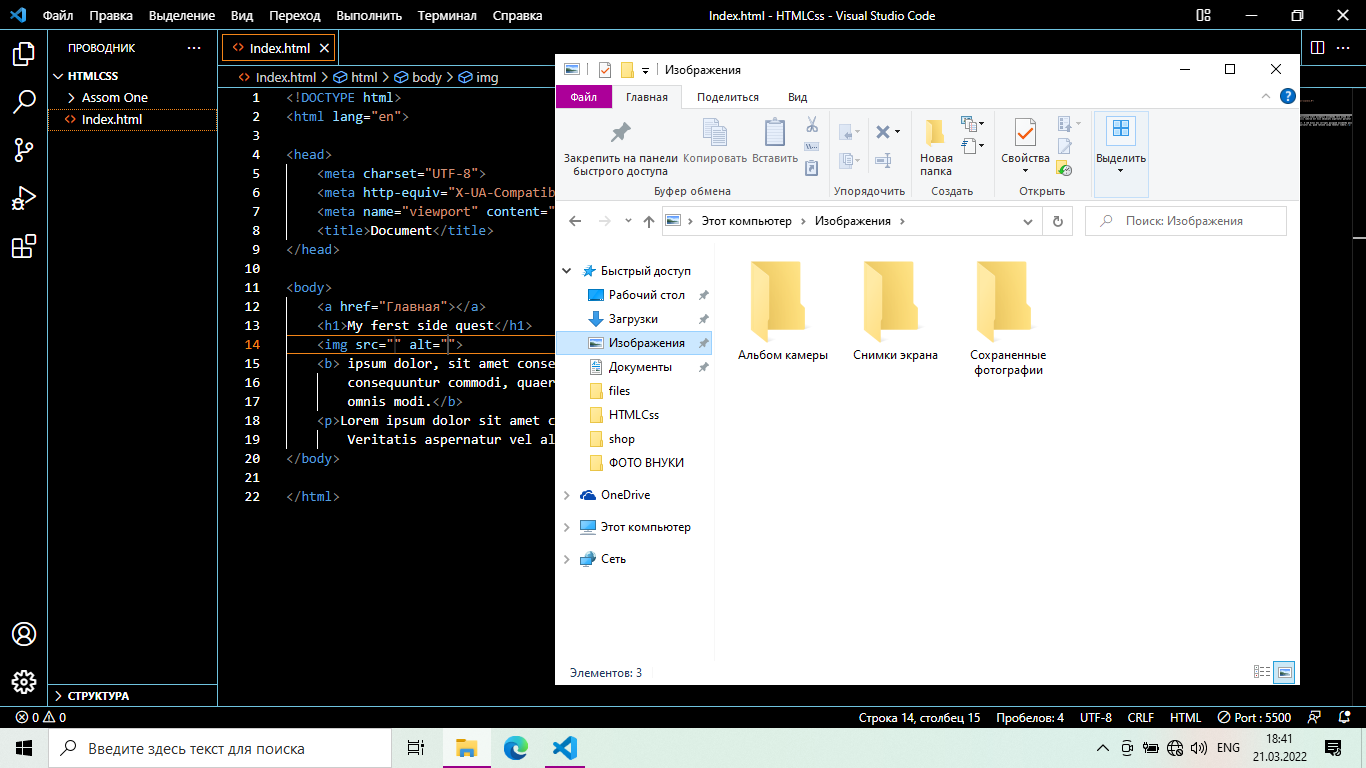 Файл Правка Выделение Вид Переход Выполнить Терминал Справка Index.html - HTMLCss - Visual Studio Code
ПРОВОДНИК ···
HTMLCSS
Assom One
Index.html
Index.html
Index.html > html > body > img
1 <!DOCTYPE html>
2 <html lang="en">
3
4 <head>
5 <meta charset="UTF-8">
6 <meta http-equiv="X-UA-Compatib
7 <meta name="viewport" content="
8 <title>Document</title>
9 </head>
10
11 <body>
12 <a href="Главная"></a>
13 <h1>My ferst side quest</h1>
14 <img src="" alt="">
15 <b> ipsum dolor, sit amet conse
16 consequuntur commodi, quaer
17 omnis modi.</b>
18 <p>Lorem ipsum dolor sit amet c
19 Veritatis aspernatur vel al
20 </body>
21
22 </html>
СТРУКТУРА
Изображения
Файл Главная Поделиться Вид
Закрепить на панели быстрого доступа
Копировать
Вставить
Новая папка
Свойства
Выделить
Буфер обмена
Упорядочить
Создать
Открыть
Этот компьютер > Изображения >
Поиск: Изображения
Быстрый доступ
Рабочий стол
Загрузки
Изображения
Документы
files
HTMLCss
shop
ФОТО ВНУКИ
OneDrive
Этот компьютер
Сеть
Альбом камеры
Снимки экрана
Сохраненные фотографии
Элементов: 3
0 0 Строка 14, столбец 15 Пробелов: 4 UTF-8 CRLF HTML Port : 5500
Введите здесь текст для поиска
ENG
18:41
21.03.2022